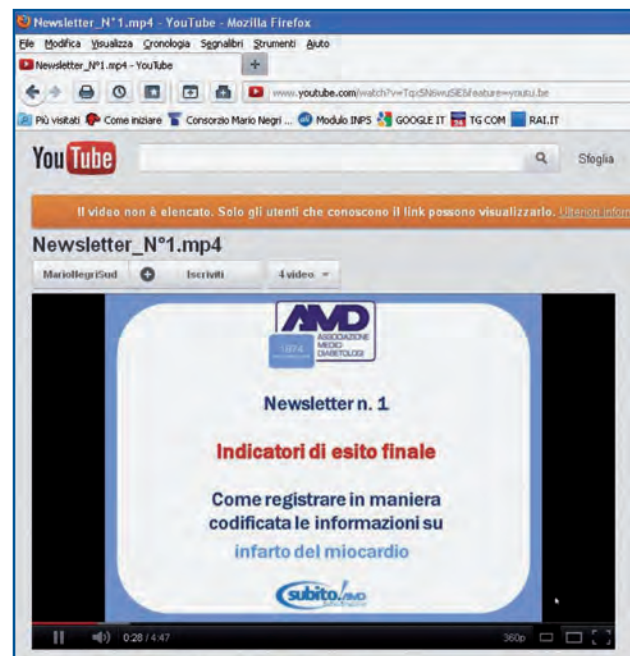 Newsletter_N°1.mp4 - YouTube - Mozilla Firefox
File Modifica Visualizza Cronologia Segnalibri Strumenti Aiuto
Newsletter_N°1.mp4 - YouTube +
www.youtube.com/watch?v=
Più visitati Come iniziare Consorzio Mario Negri ... Modulo INPS GOOGLE IT TG COM RAI.IT
YouTube Sfoglia
Il video non è elencato. Solo gli utenti che conoscono il link possono visualizzarlo. Ulteriori inform
Newsletter_N°1.mp4
MarioNegriSud Iscriviti 4 video
AMD
ASSOCIAZIONE
MEDICI
DIABETOLOGI
1974
Newsletter n. 1
Indicatori di esito finale
Come registrare in maniera
codificata le informazioni su
infarto del miocardio
subito! AMD
0:28 / 4:47 360p